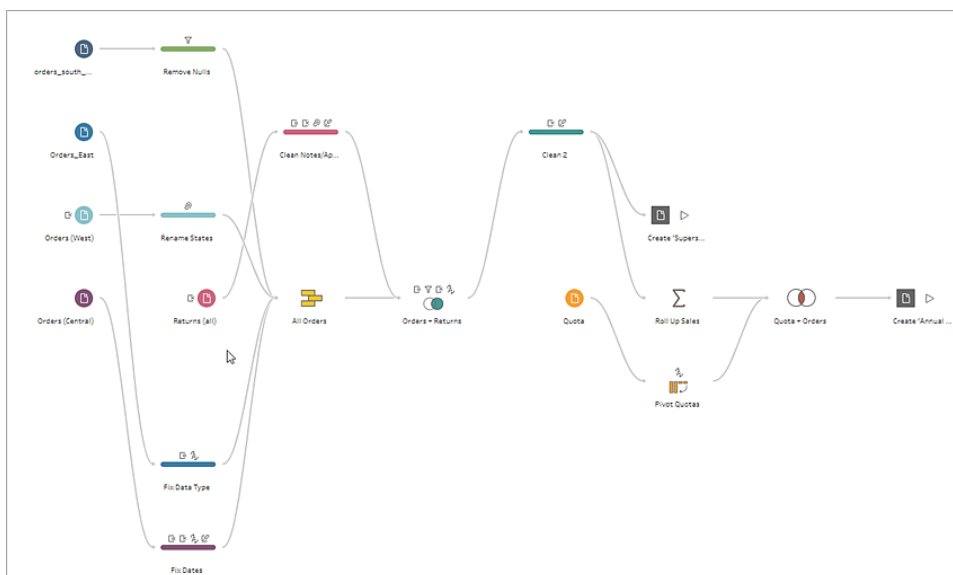 orders_south_...
Remove Nulls
Orders_East
Clean Notes/Ap...
Clean 2
Orders (West)
Rename States
Create 'Supers...
Orders (Central)
Returns (all)
All Orders
Orders + Returns
Quota
Roll Up Sales
Quota + Orders
Create 'Annual ...
Pivot Quotas
Fix Data Type
Fix Dates